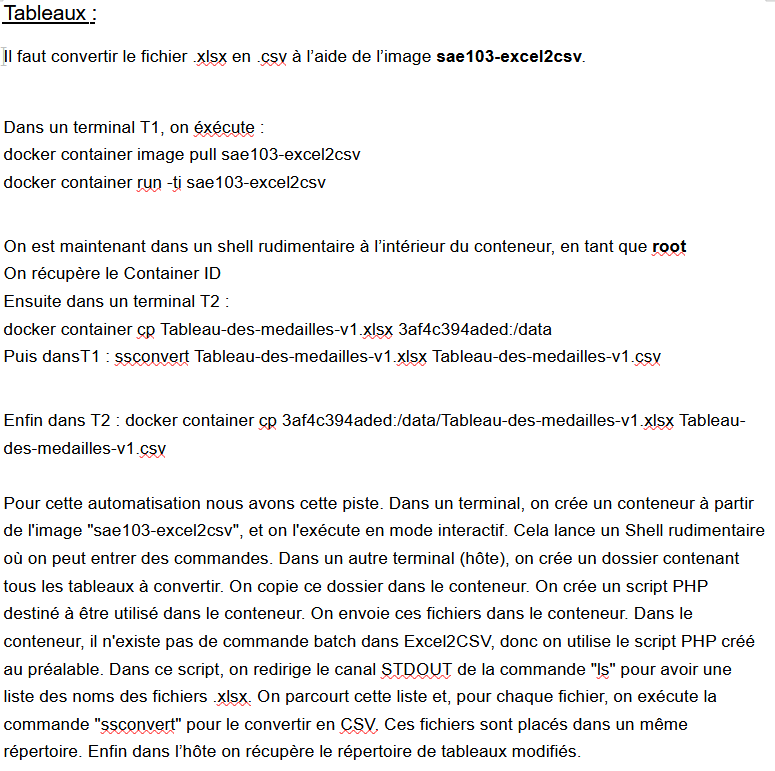 Tableaux :
Il faut convertir le fichier .xlsx en .csv à l’aide de l’image sae103-excel2csv.
Dans un terminal T1, on éxécute :
docker container image pull sae103-excel2csv
docker container run -ti sae103-excel2csv
On est maintenant dans un shell rudimentaire à l’intérieur du conteneur, en tant que root
On récupère le Container ID
Ensuite dans un terminal T2 :
docker container cp Tableau-des-medailles-v1.xlsx 3af4c394aded:/data
Puis dansT1 : ssconvert Tableau-des-medailles-v1.xlsx Tableau-des-medailles-v1.csv
Enfin dans T2 : docker container cp 3af4c394aded:/data/Tableau-des-medailles-v1.xlsx Tableau-
des-medailles-v1.csv
Pour cette automatisation nous avons cette piste. Dans un terminal, on crée un conteneur à partir
de l'image "sae103-excel2csv", et on l'exécute en mode interactif. Cela lance un Shell rudimentaire
où on peut entrer des commandes. Dans un autre terminal (hôte), on crée un dossier contenant
tous les tableaux à convertir. On copie ce dossier dans le conteneur. On crée un script PHP
destiné à être utilisé dans le conteneur. On envoie ces fichiers dans le conteneur. Dans le
conteneur, il n'existe pas de commande batch dans Excel2CSV, donc on utilise le script PHP créé
au préalable. Dans ce script, on redirige le canal STDOUT de la commande "ls" pour avoir une
liste des noms des fichiers .xlsx. On parcourt cette liste et, pour chaque fichier, on exécute la
commande "ssconvert" pour le convertir en CSV. Ces fichiers sont placés dans un même
répertoire. Enfin dans l’hôte on récupère le répertoire de tableaux modifiés.